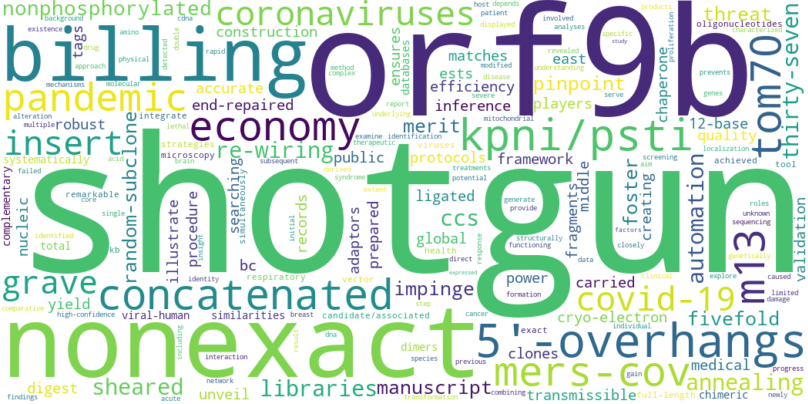 nonphosphorylated
coronaviruses
construction
billing
orf9b
threat
oligonucleotides
pandemic
tags
ensures
databases
matches
ests
east
chaperone
pinpoint
players
tom70
thirty-seven
accurate
end-repaired
efficiency
inference
insert
robust
economy
merit
kpni/psti
12-base
quality
re-wiring
public
protocols
framework
complementary
systematically
nucleic
random-subclone
illustrate
procedure
searching
simultaneously
records
adaptors
prepared
ligated
middle
fragments
foster
creating
automation
m13
validation
shotgun
ccs
global
health
power
total
kb
bc
grave
yield
concatenated
impinge
carried
covid-19
viral-human
similarities
candidate/associated
cryo-electron
fivefold
nonexact
5'-overhangs
dimers
clones
exact
medical
mers-cov
annealing
digest
sheared
libraries
manuscript
unveil
transmissible
chimeric
full-length
background
existence
amino
physical
drug
cdna
detected
double
rapid
approach
mechanisms
molecular
alteration
multiple
lethal
integrate
strategies
microscopy
subsequent
host
depends
patient
displayed
involved
analyses
method
complex
disease
severe
report
underlying
revealed
understanding
modified
viruses
mitochondrial
specific
study
products
characterized
proliferation
prevents
genes
serve
localization
tool
achieved
examine
identification
therapeutic
extent
derived
syndrome
treatments
potential
initial
insight
response
generate
provide
factors
screening
aim
roles
unknown
sequencing
structurally
functioning
closely
data
genetically
clinical
explore
caused
limited
damage
remarkable
core
failed
acid
brain
single
identified
identity
respiratory
vector
direct
expressed
formation
step
cancer
breast
species
previous
individual
combining
gain
progress
newly
comparative
high-confidence
including
interaction
network
result
dna
findings
acute